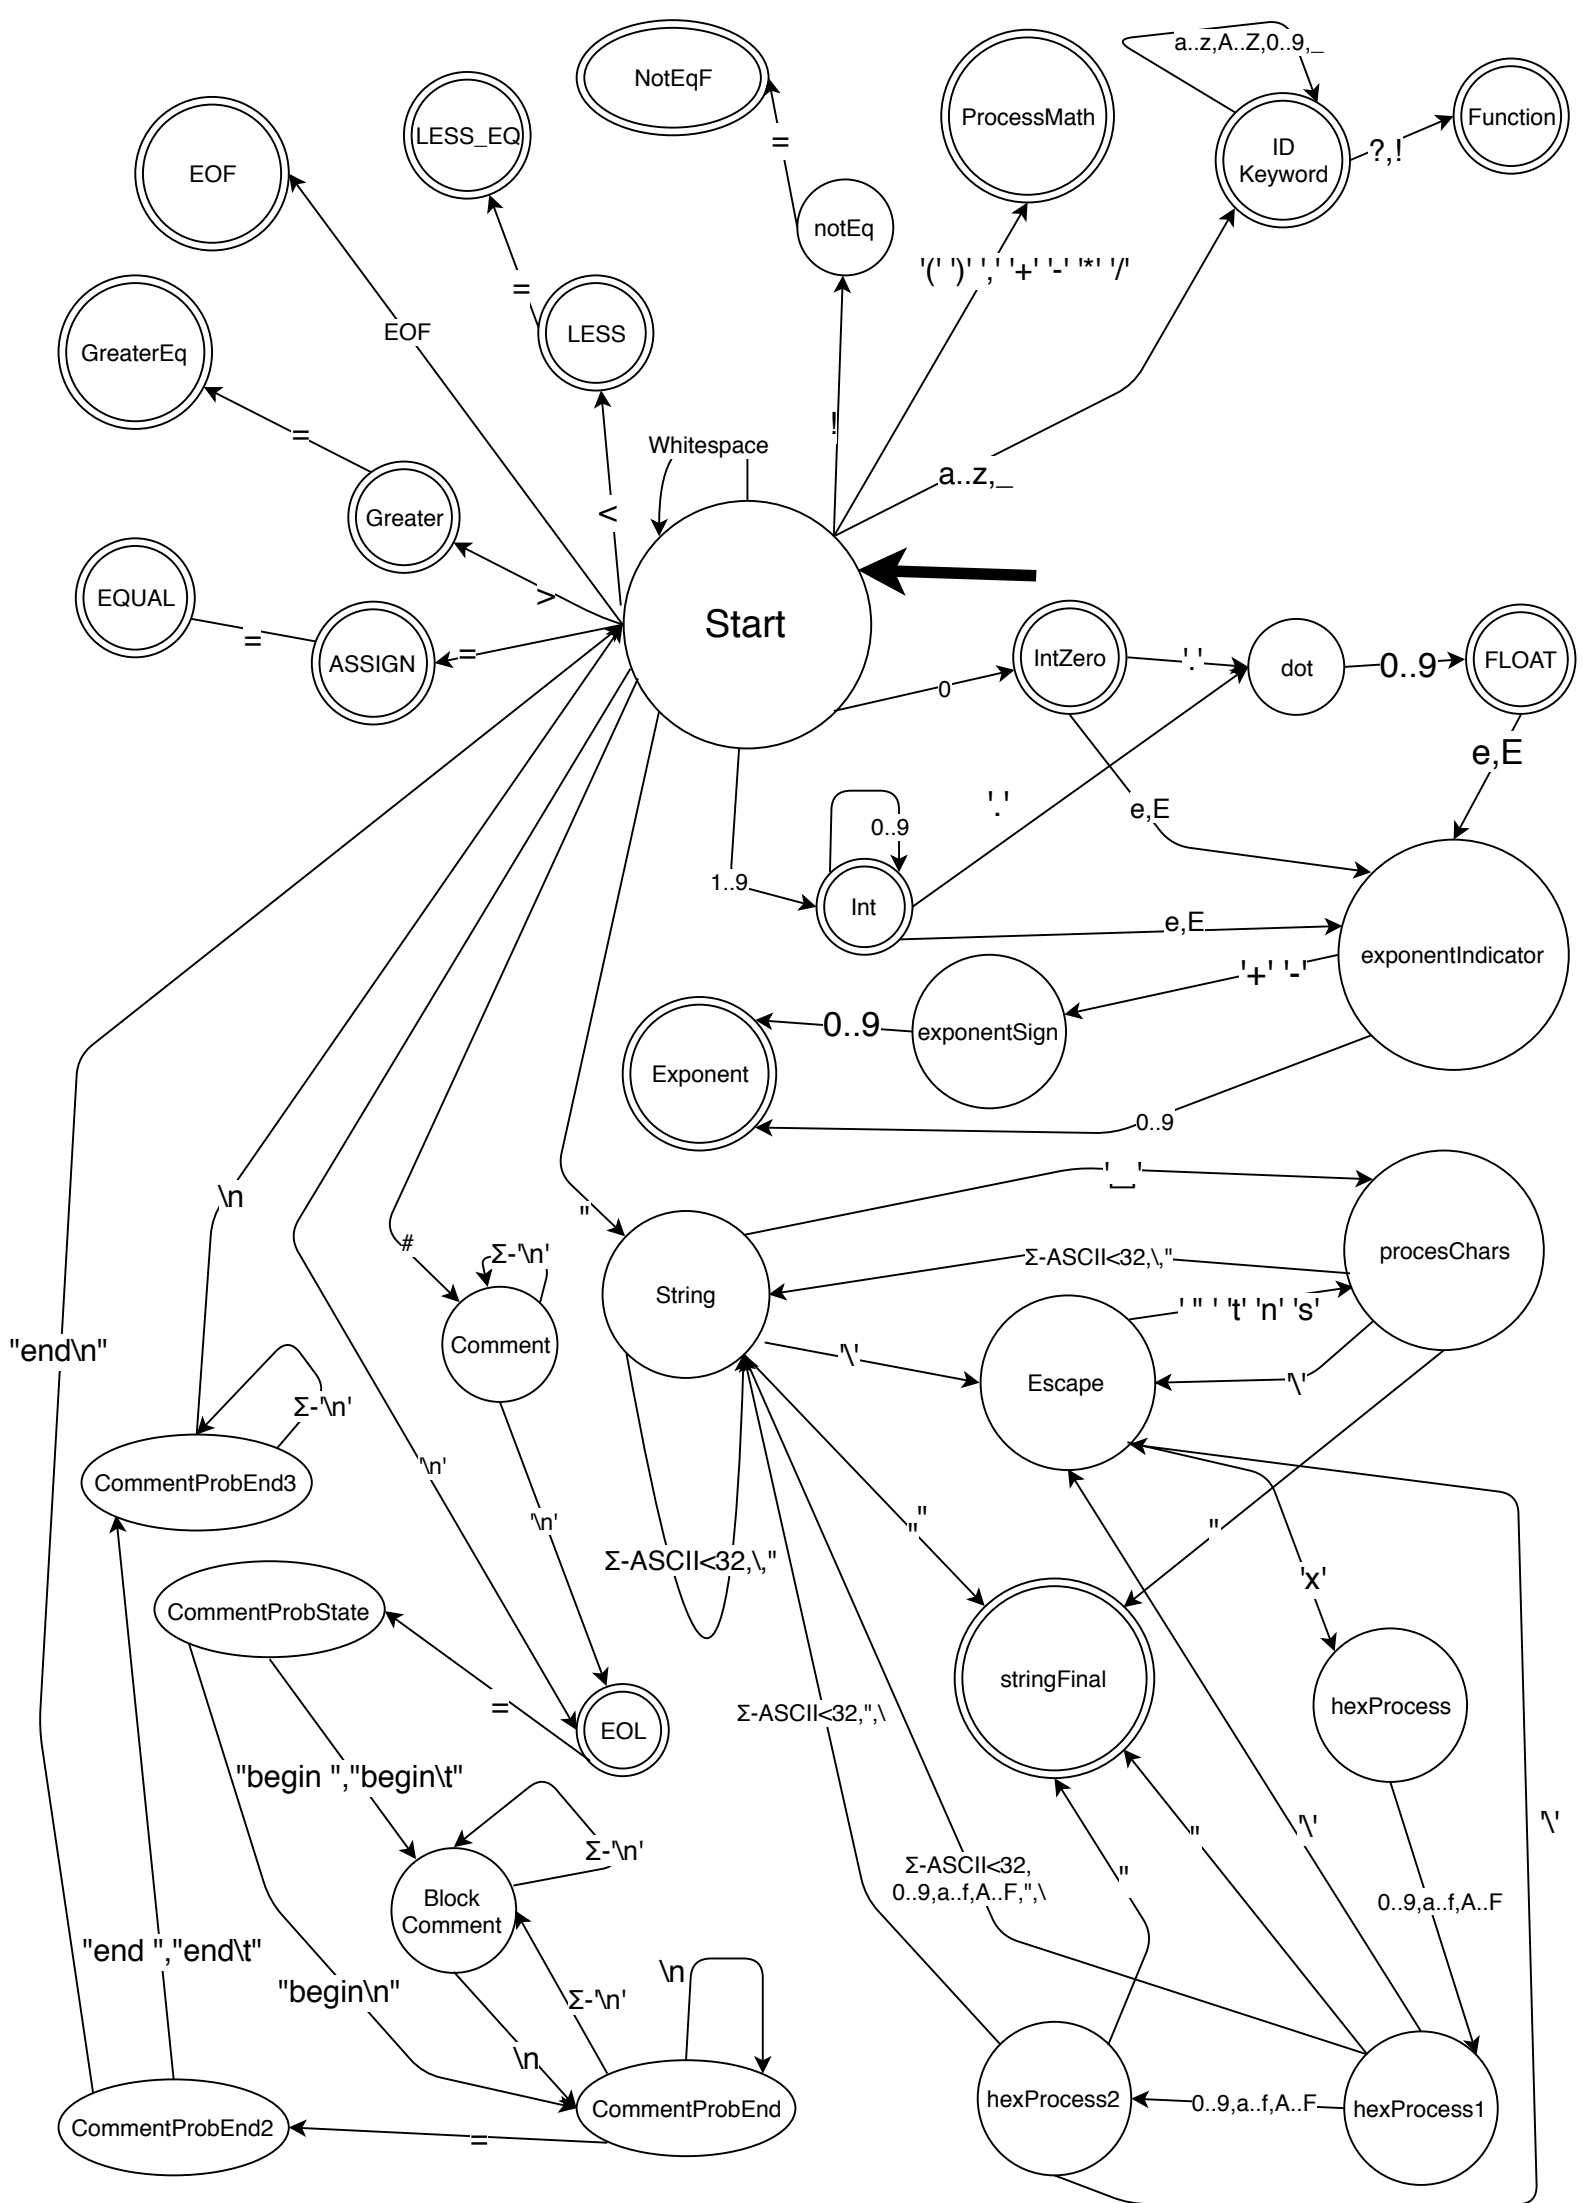 a..z,A..Z,0..9,_
NotEqF
ProcessMath
Function
LESS_EQ
=
ID
Keyword
?,!
EOF
notEq
'(' ')' ',' '+' '-' '*' '/'
=
EOF
LESS
GreaterEq
!
=
Whitespace
a..z,_
<
Greater
>
EQUAL
=
ASSIGN
=
Start
0
IntZero
'.'
dot
0..9
FLOAT
e,E
'.'
e,E
0..9
1..9
Int
e,E
exponentIndicator
'+' '-'
0..9
exponentSign
Exponent
0..9
'⎵'
\n
"
#
Σ-'\n'
Σ-ASCII<32,\,"
procesChars
String
' " ' 't' 'n' 's'
Comment
"end\n"
'\'
Escape
'\'
Σ-'\n'
CommentProbEnd3
'\n'
'\n'
"
"
"
Σ-ASCII<32,\,"
'x'
CommentProbState
stringFinal
=
Σ-ASCII<32,",\
hexProcess
EOL
"begin ","begin\t"
'\'
"
'\'
Σ-'\n'
Σ-ASCII<32,
0..9,a..f,A..F,",\
"
Block
Comment
0..9,a..f,A..F
"end ","end\t"
\n
"begin\n"
Σ-'\n'
\n
CommentProbEnd2
=
CommentProbEnd
hexProcess2
0..9,a..f,A..F
hexProcess1